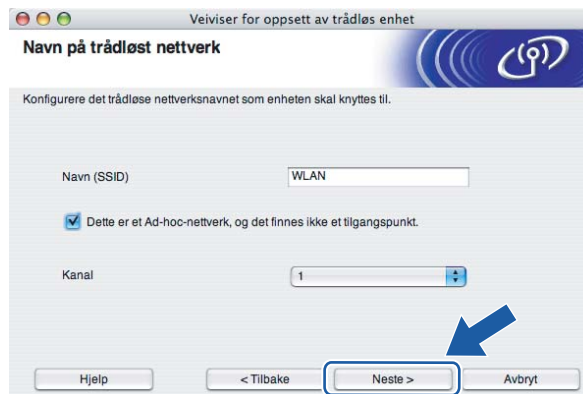 Veiviser for oppsett av trådløs enhet
Navn på trådløst nettverk
Konfigurere det trådløse nettverksnavnet som enheten skal knyttes til.
Navn (SSID) WLAN
Dette er et Ad-hoc-nettverk, og det finnes ikke et tilgangspunkt.
Kanal 1
Hjelp < Tilbake Neste > Avbryt